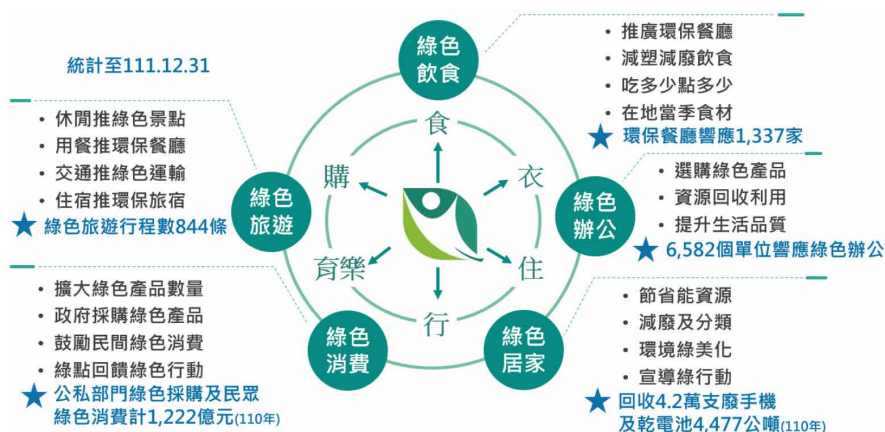 統計至111.12.31
綠色
飲食
• 推廣環保餐廳
• 減塑減廢飲食
• 吃多少點多少
• 在地當季食材
★ 環保餐廳響應1,337家
• 休閒推綠色景點
• 用餐推環保餐廳
• 交通推綠色運輸
• 住宿推環保旅宿
★ 綠色旅遊行程數844條
綠色
旅遊
食
購
衣
育樂
住
行
綠色
辦公
• 選購綠色產品
• 資源回收利用
• 提升生活品質
★ 6,582個單位響應綠色辦公
• 擴大綠色產品數量
• 政府採購綠色產品
• 鼓勵民間綠色消費
• 綠點回饋綠色行動
★ 公私部門綠色採購及民眾
綠色消費計1,222億元(110年)
綠色
消費
綠色
居家
• 節省能資源
• 減廢及分類
• 環境綠美化
• 宣導綠行動
★ 回收4.2萬支廢手機
及乾電池4,477公噸(110年)